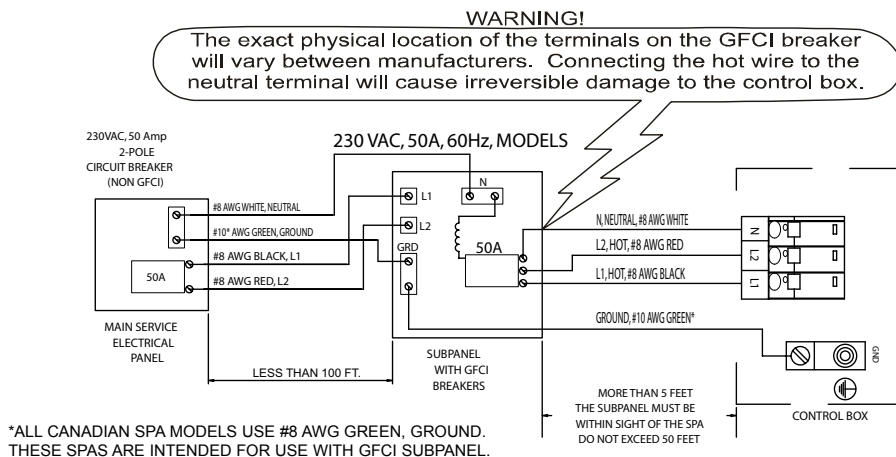 WARNING!
The exact physical location of the terminals on the GFCI breaker
will vary between manufacturers. Connecting the hot wire to the
neutral terminal will cause irreversible damage to the control box.
230VAC, 50 Amp
2-POLE
CIRCUIT BREAKER
(NON GFCI)
230 VAC, 50A, 60Hz, MODELS
#8 AWG WHITE, NEUTRAL
#10* AWG GREEN, GROUND
#8 AWG BLACK, L1
#8 AWG RED, L2
50A
MAIN SERVICE
ELECTRICAL
PANEL
LESS THAN 100 FT.
L1
L2
GRD
N
50A
SUBPANEL
WITH GFCI
BREAKERS
N, NEUTRAL, #8 AWG WHITE
L2, HOT, #8 AWG RED
L1, HOT, #8 AWG BLACK
GROUND, #10 AWG GREEN*
MORE THAN 5 FEET
THE SUBPANEL MUST BE
WITHIN SIGHT OF THE SPA
DO NOT EXCEED 50 FEET
N
L2
L1
GND
CONTROL BOX
*ALL CANADIAN SPA MODELS USE #8 AWG GREEN, GROUND.
THESE SPAS ARE INTENDED FOR USE WITH GFCI SUBPANEL.